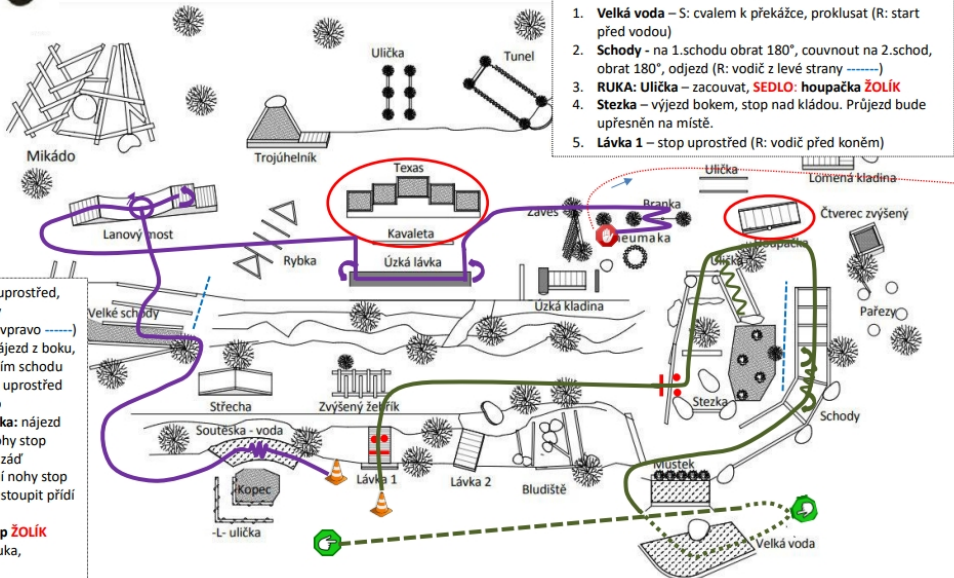 1. Velká voda – S: cvalem k překážce, proklusat (R: start
před vodou)
2. Schody - na 1.schodu obrat 180°, couvnout na 2.schod,
obrat 180°, odjezd (R: vodič z levé strany -------)
3. RUKA: Ulička – zacouvat, SEDLO: houpačka ŽOLÍK
4. Stezka – výjezd bokem, stop nad kládou. Průjezd bude
upřesněn na místě.
5. Lávka 1 – stop uprostřed (R: vodič před koněm)
Ulička
Tunel
Mikádo
Trojúhelník
Texas
Ulička
Lomená kladina
Lanový most
Kavaleta
Závěs
Branka
Čtverec zvýšený
Rybka
Úzká lávka
Pneumaka
Houpačka
Ulička
uprostřed,
Velké schody
Úzká kladina
Pařezy
vpravo ------)
ájezd z boku,
ím schodu
uprostřed
Střecha
Zvýšený žebřík
Stezka
Schody
ka: nájezd
ohy stop
záď
í nohy stop
stoupit přídí
Soutěska - voda
Kopec
Lávka 1
Lávka 2
Bludiště
Můstek
-L- ulička
p ŽOLÍK
uka,
Velká voda